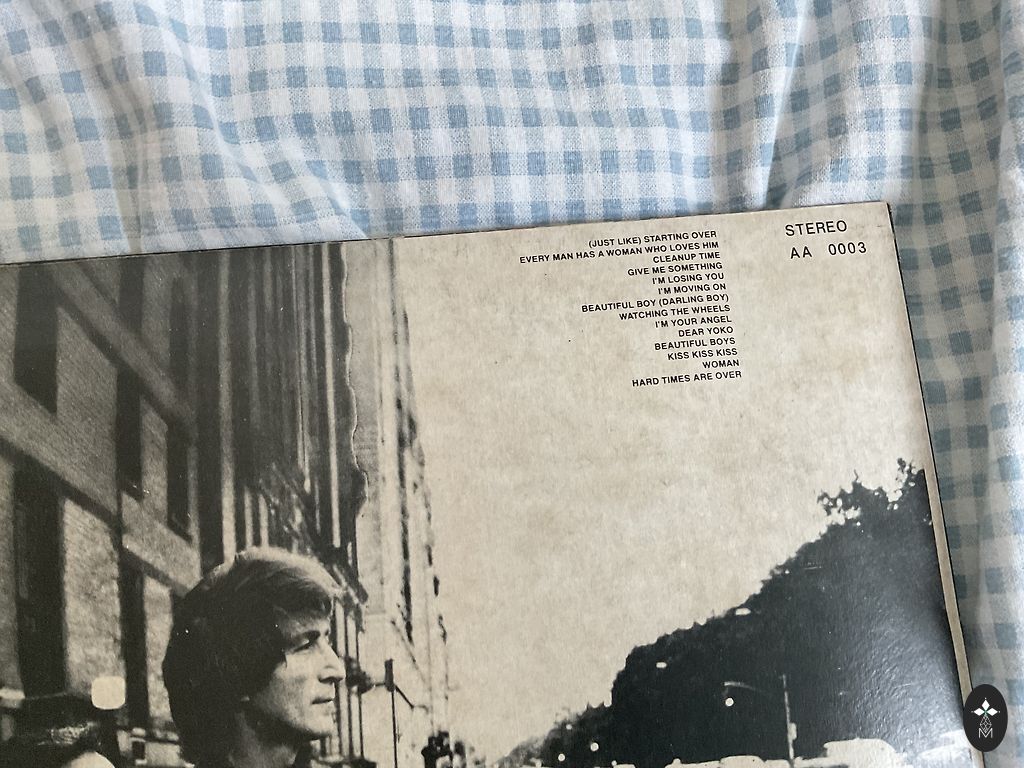 STEREO
AA 0003
(JUST LIKE) STARTING OVER
EVERY MAN HAS A WOMAN WHO LOVES HIM
CLEANUP TIME
GIVE ME SOMETHING
I'M LOSING YOU
I'M MOVING ON
BEAUTIFUL BOY (DARLING BOY)
WATCHING THE WHEELS
I'M YOUR ANGEL
DEAR YOKO
BEAUTIFUL BOYS
KISS KISS KISS
WOMAN
HARD TIMES ARE OVER
M